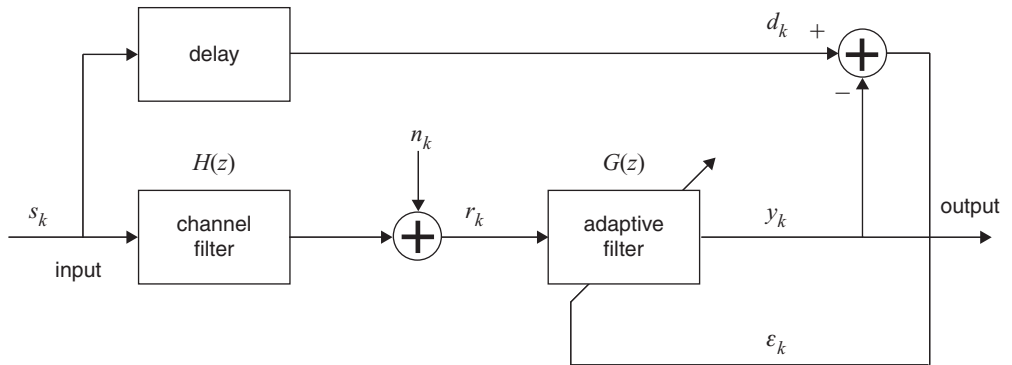 delay
d_k
+
−
H(z)
n_k
G(z)
s_k
channel
filter
r_k
adaptive
filter
y_k
output
input
ε_k